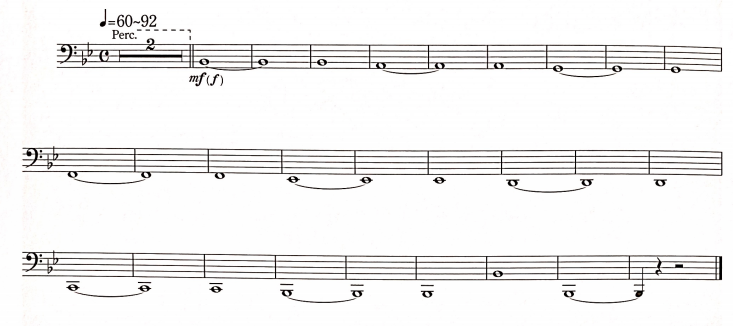 ♩=60~92
Perc.
2
mf(f)